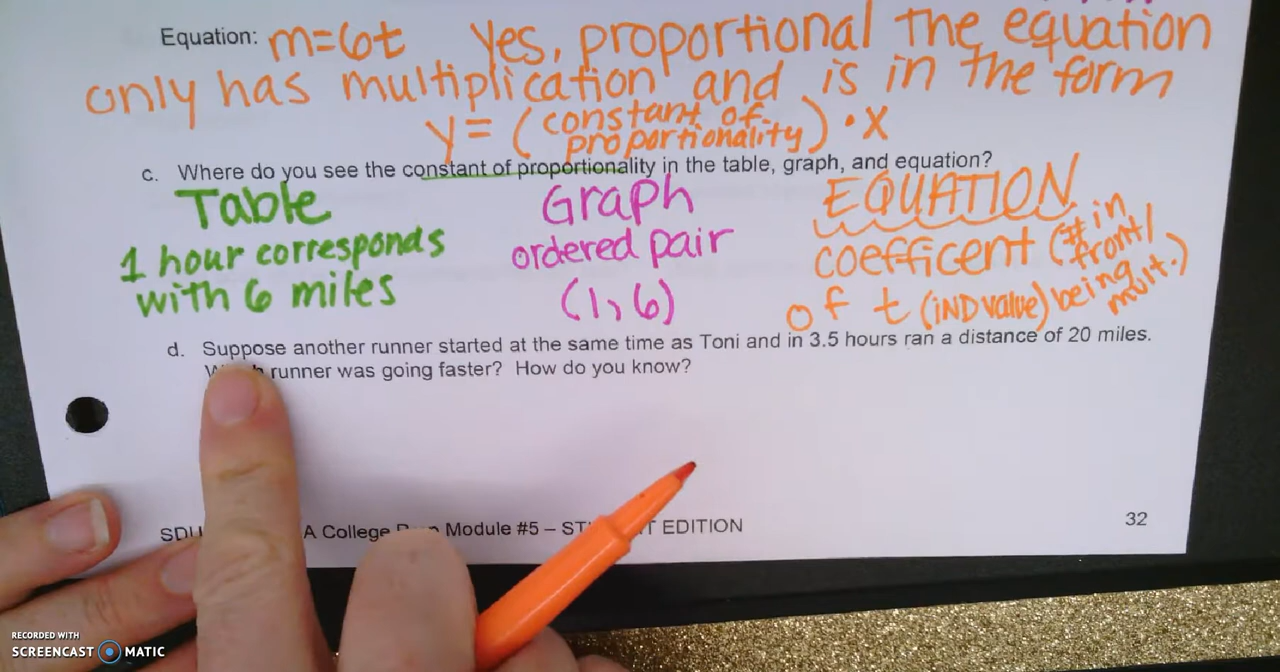 Equation: m=6t Yes, proportional The equation
only has multiplication and is in the form
y = (constant of proportionality) • x
c. Where do you see the constant of proportionality in the table, graph, and equation?
Table
1 hour corresponds
with 6 miles
Graph
ordered pair
(1, 6)
EQUATION
coefficent (# in front/
of t (IND value) being mult.)
d. Suppose another runner started at the same time as Toni and in 3.5 hours ran a distance of 20 miles.
runner was going faster? How do you know?
A College Module #5 – EDITION
32
RECORDED WITH
SCREENCAST MATIC